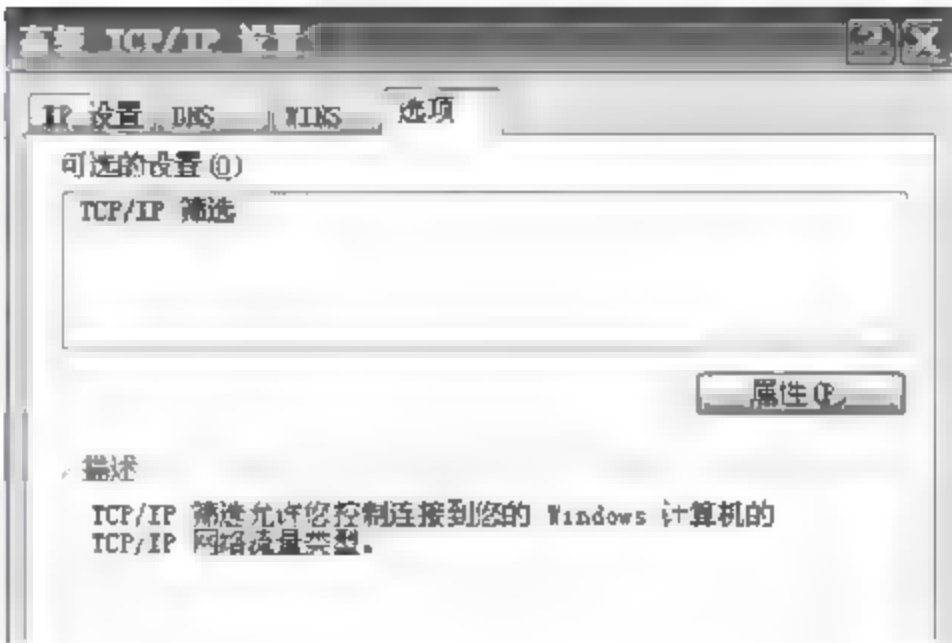 高级 TCP/IP 设置
IP 设置 DNS WINS 选项
可选的设置(O)
TCP/IP 筛选
属性(P)
描述
TCP/IP 筛选允许您控制连接到您的 Windows 计算机的
TCP/IP 网络流量类型。